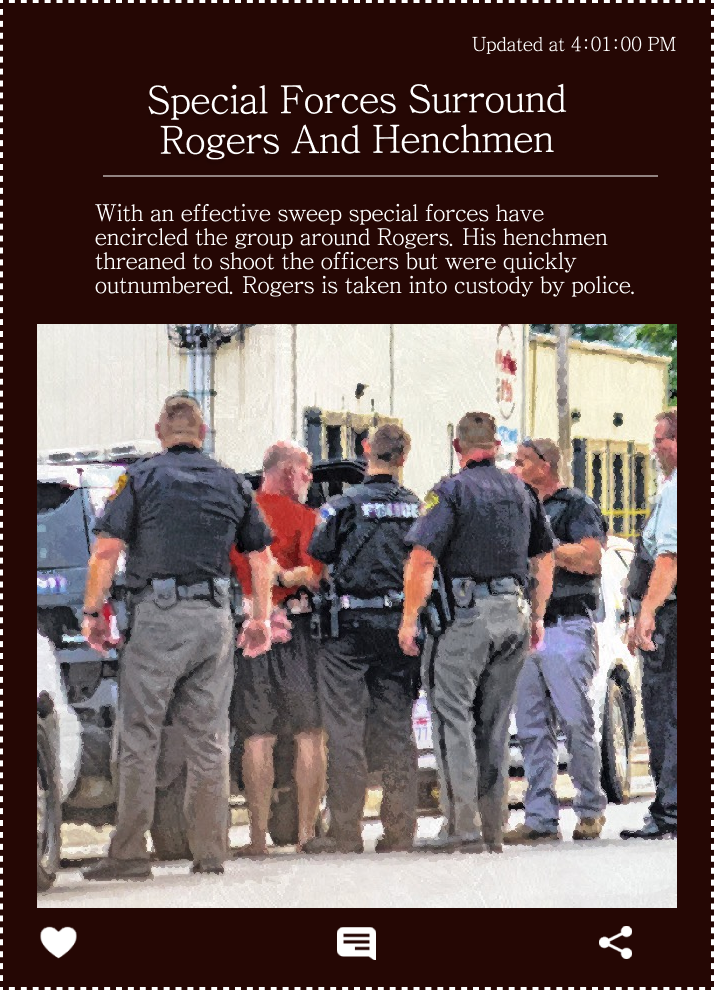 Updated at 4:01:00 PM
Special Forces Surround
Rogers And Henchmen
With an effective sweep special forces have
encircled the group around Rogers. His henchmen
threaned to shoot the officers but were quickly
outnumbered. Rogers is taken into custody by police.
POLICE